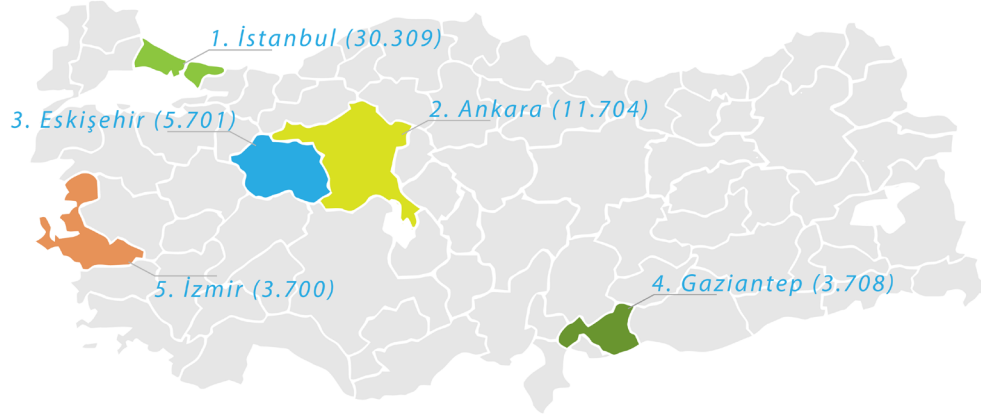 1. İstanbul (30.309)
2. Ankara (11.704)
3. Eskişehir (5.701)
4. Gaziantep (3.708)
5. İzmir (3.700)